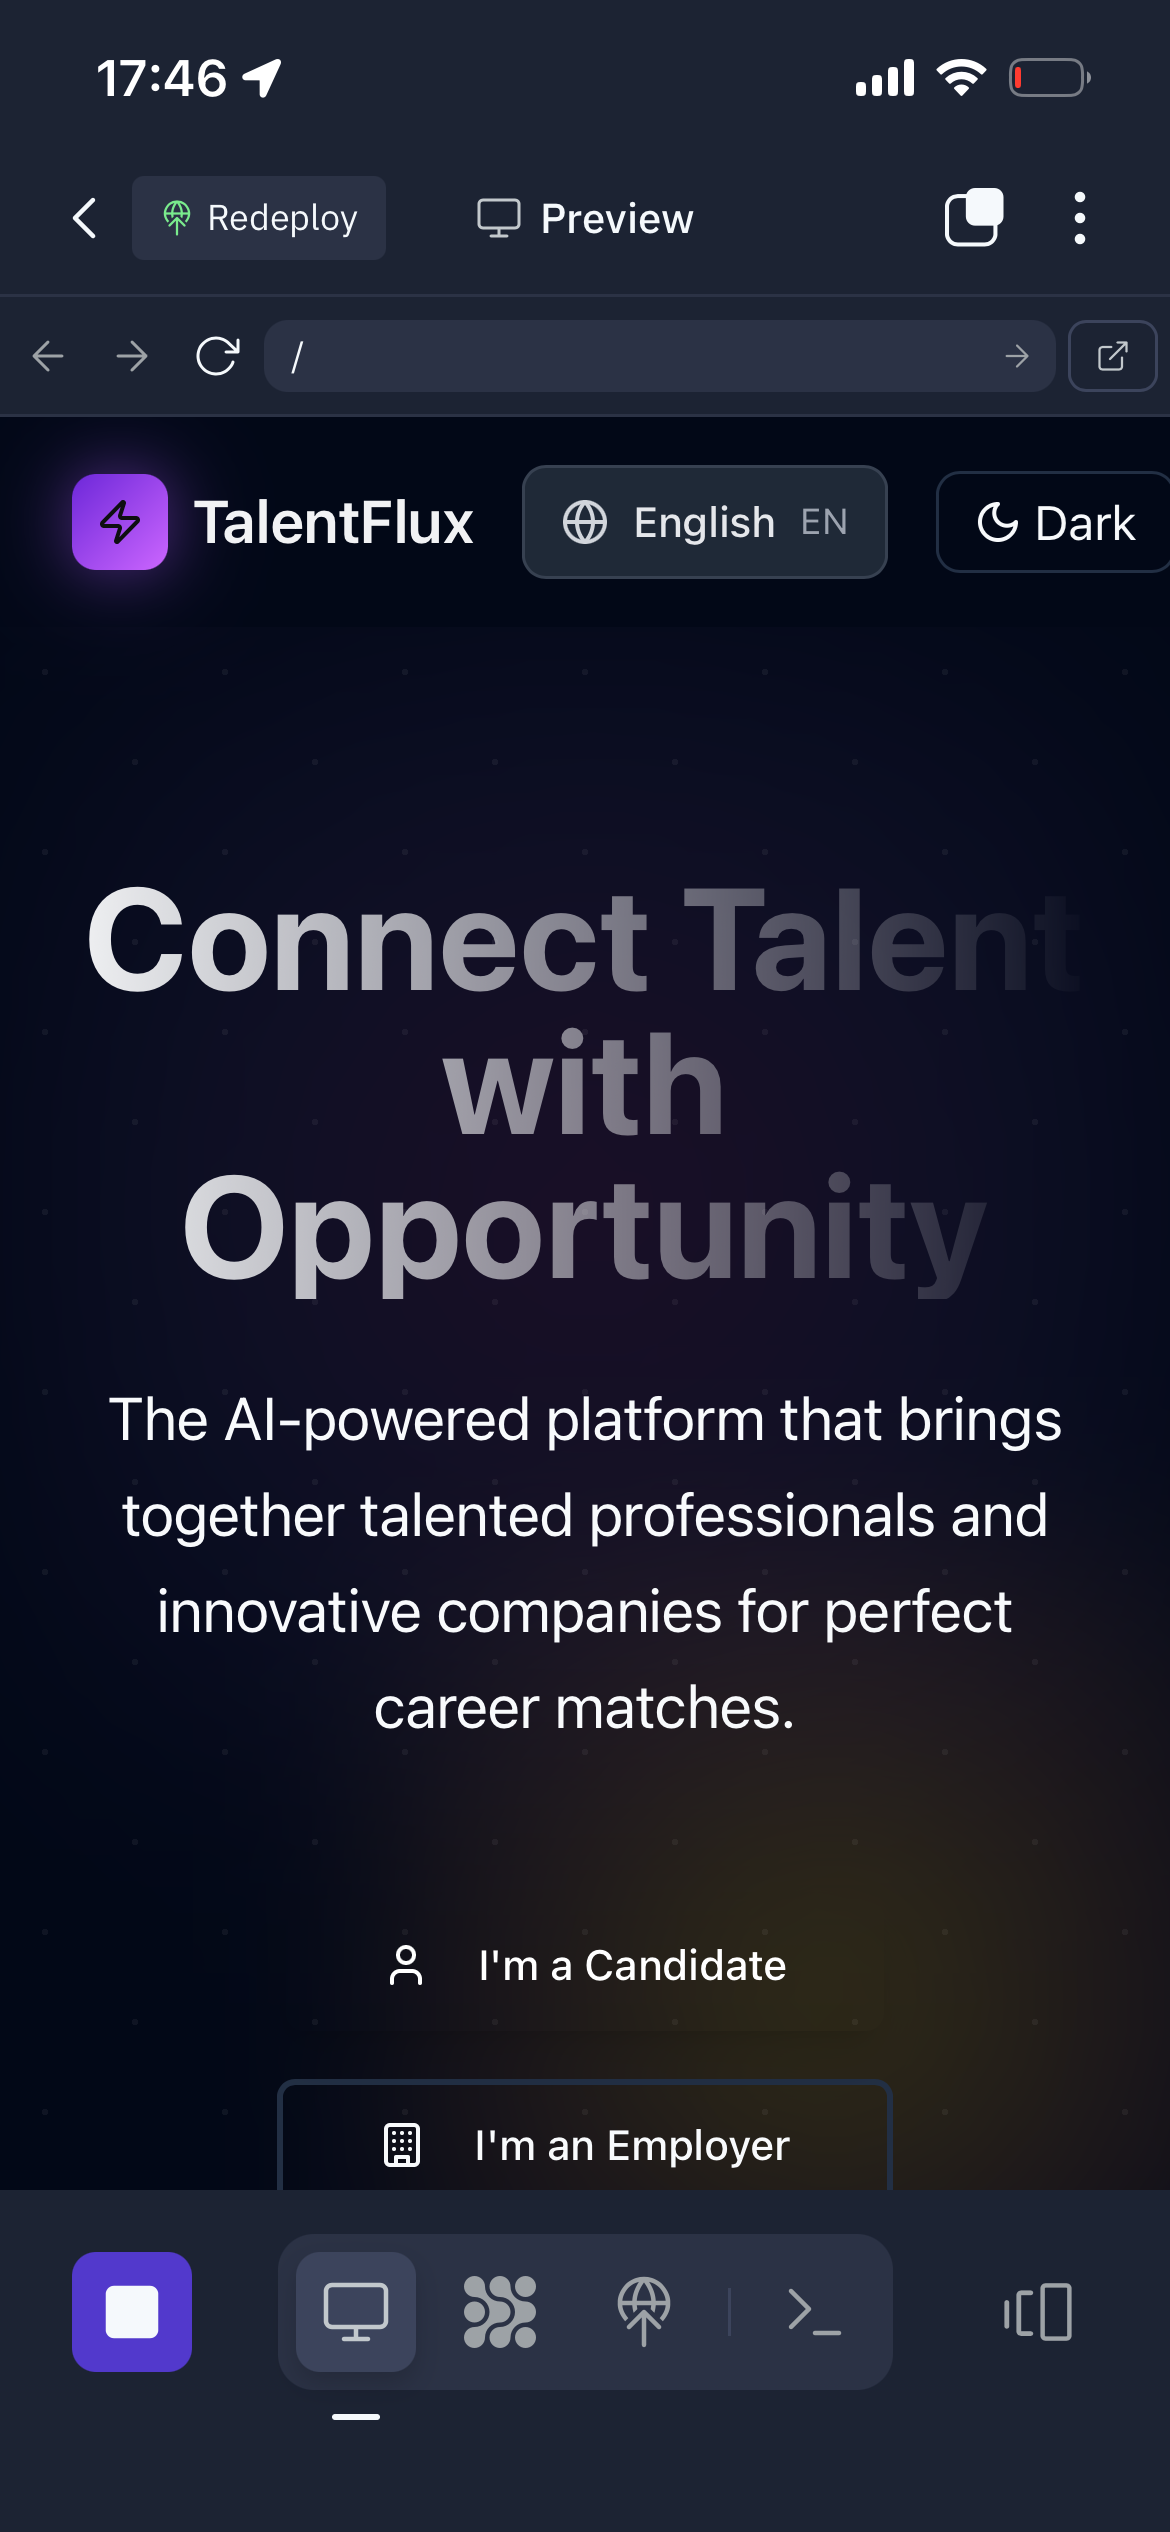 17:46
Redeploy
Preview
/
TalentFlux
English EN
Dark
Connect Talent
with
Opportunity
The AI-powered platform that brings
together talented professionals and
innovative companies for perfect
career matches.
I'm a Candidate
I'm an Employer